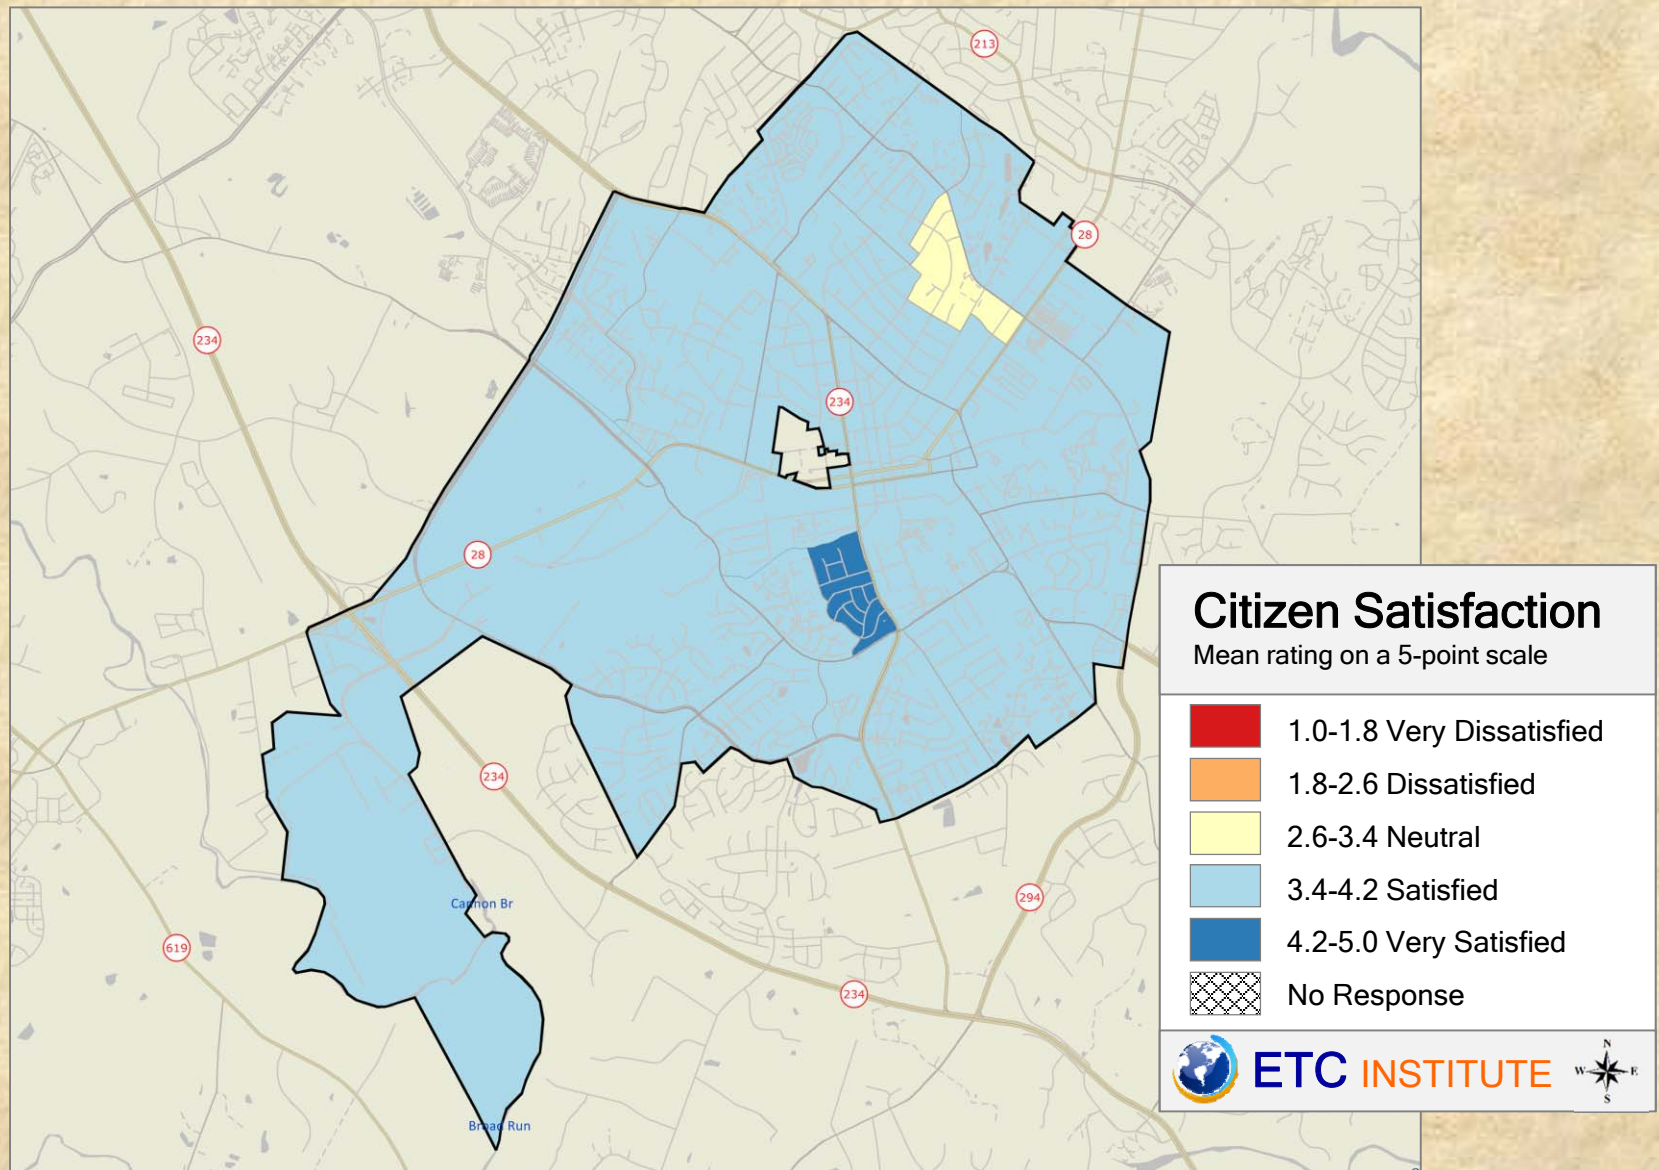 213
28
234
234
28
234
Cannon Br
294
619
234
Broad Run
Citizen Satisfaction
Mean rating on a 5-point scale
1.0-1.8 Very Dissatisfied
1.8-2.6 Dissatisfied
2.6-3.4 Neutral
3.4-4.2 Satisfied
4.2-5.0 Very Satisfied
No Response
ETC INSTITUTE
N
W E
S